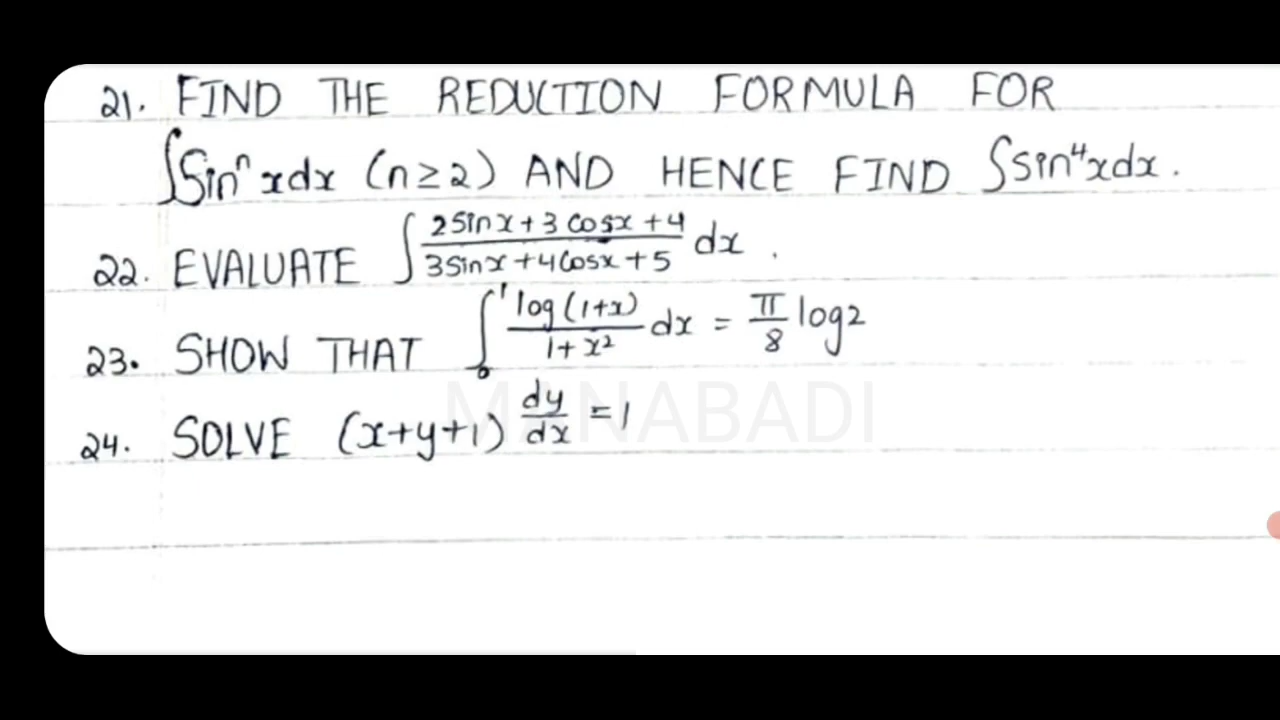 21. FIND THE REDUCTION FORMULA FOR
∫Sinⁿ xdx (n≥2) AND HENCE FIND ∫sin⁴xdx.
22. EVALUATE ∫ (2Sinx+3 Cosx+4)/(3Sinx+4Cosx+5) dx.
23. SHOW THAT ∫₀¹ log(1+x)/(1+x²) dx = π/8 log2
MANABADI
24. SOLVE (x+y+1) dy/dx =1